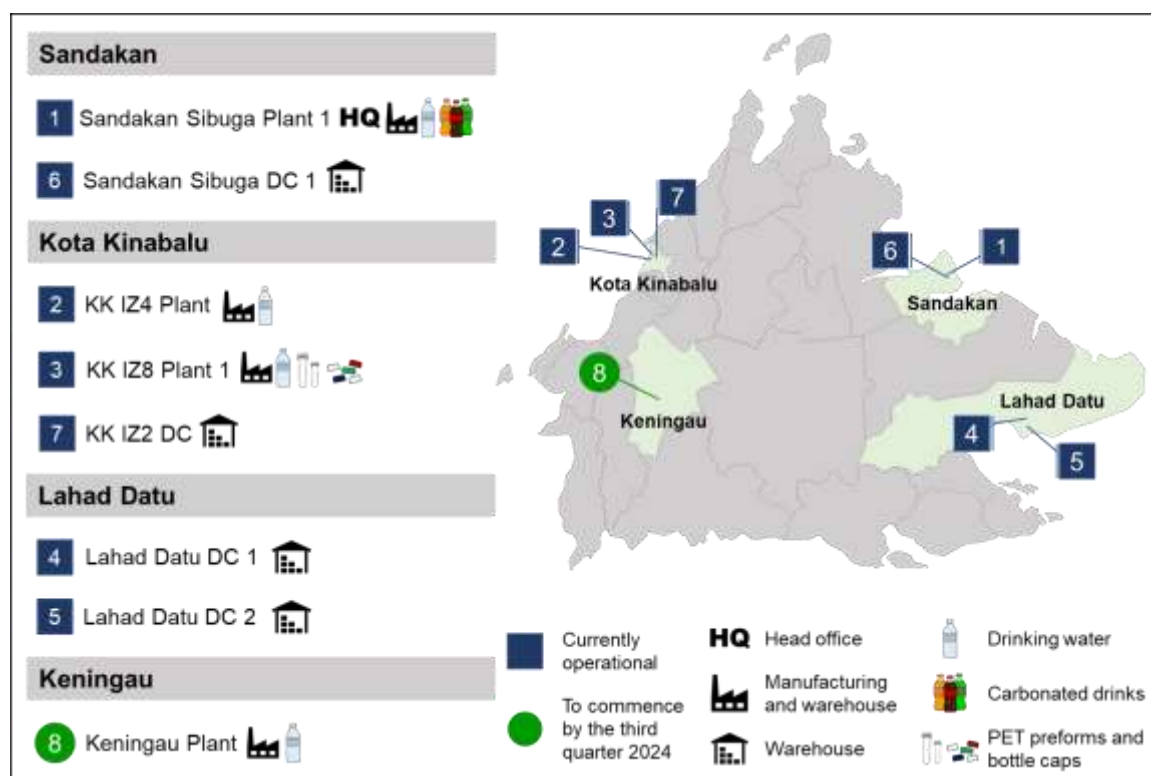 Sandakan
1 Sandakan Sibuga Plant 1 HQ
6 Sandakan Sibuga DC 1
Kota Kinabalu
2 KK IZ4 Plant
3 KK IZ8 Plant 1
7 KK IZ2 DC
Lahad Datu
4 Lahad Datu DC 1
5 Lahad Datu DC 2
Keningau
8 Keningau Plant
7
3
2
Kota Kinabalu
6
1
Sandakan
8
Keningau
Lahad Datu
4
5
Currently
operational
To commence
by the third
quarter 2024
HQ Head office
Manufacturing
and warehouse
Warehouse
Drinking water
Carbonated drinks
PET preforms and
bottle caps